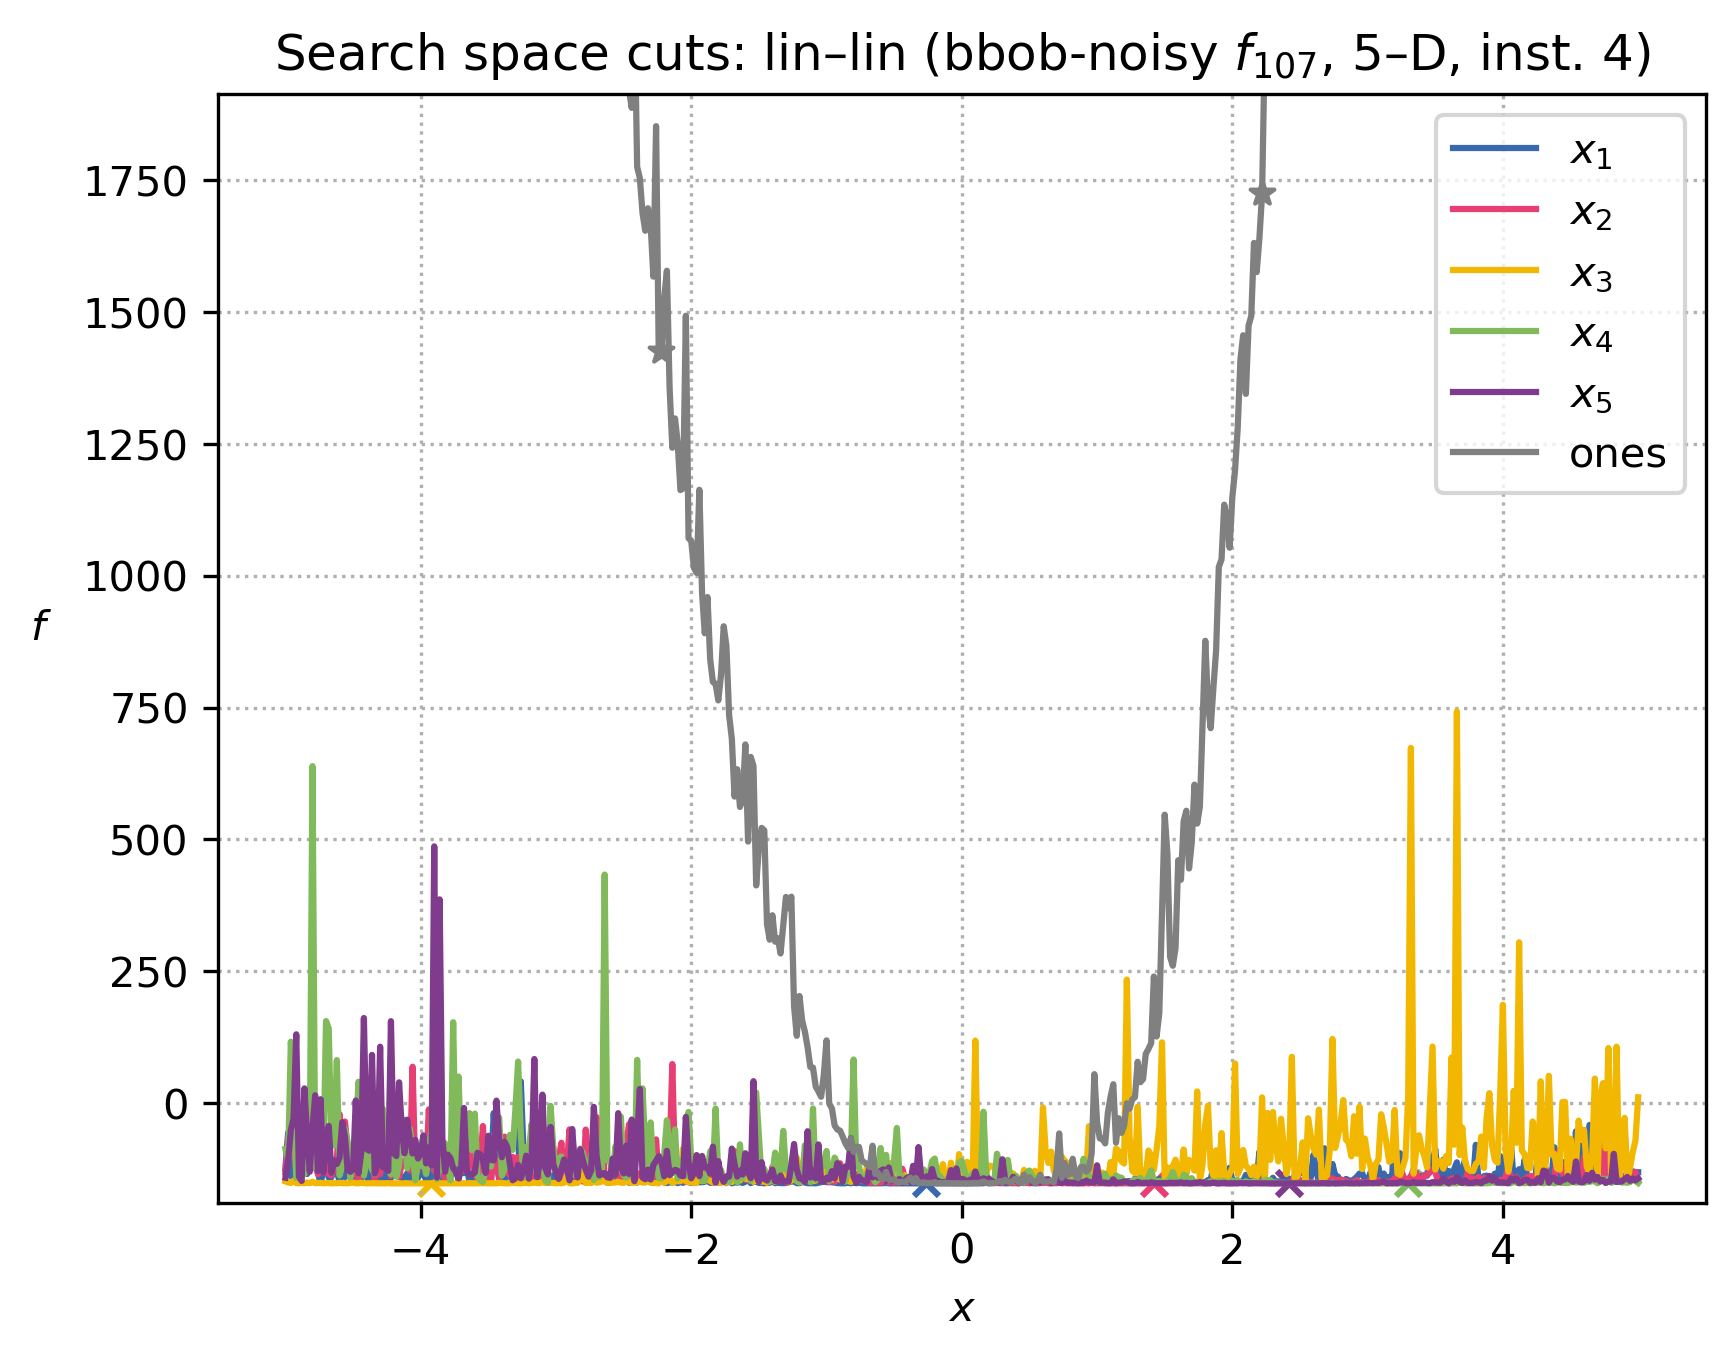 Search space cuts: lin–lin (bbob-noisy f₁₀₇, 5–D, inst. 4)
1750
1500
1250
1000
750
500
250
0
f
−4
−2
0
2
4
x
x₁
x₂
x₃
x₄
x₅
ones